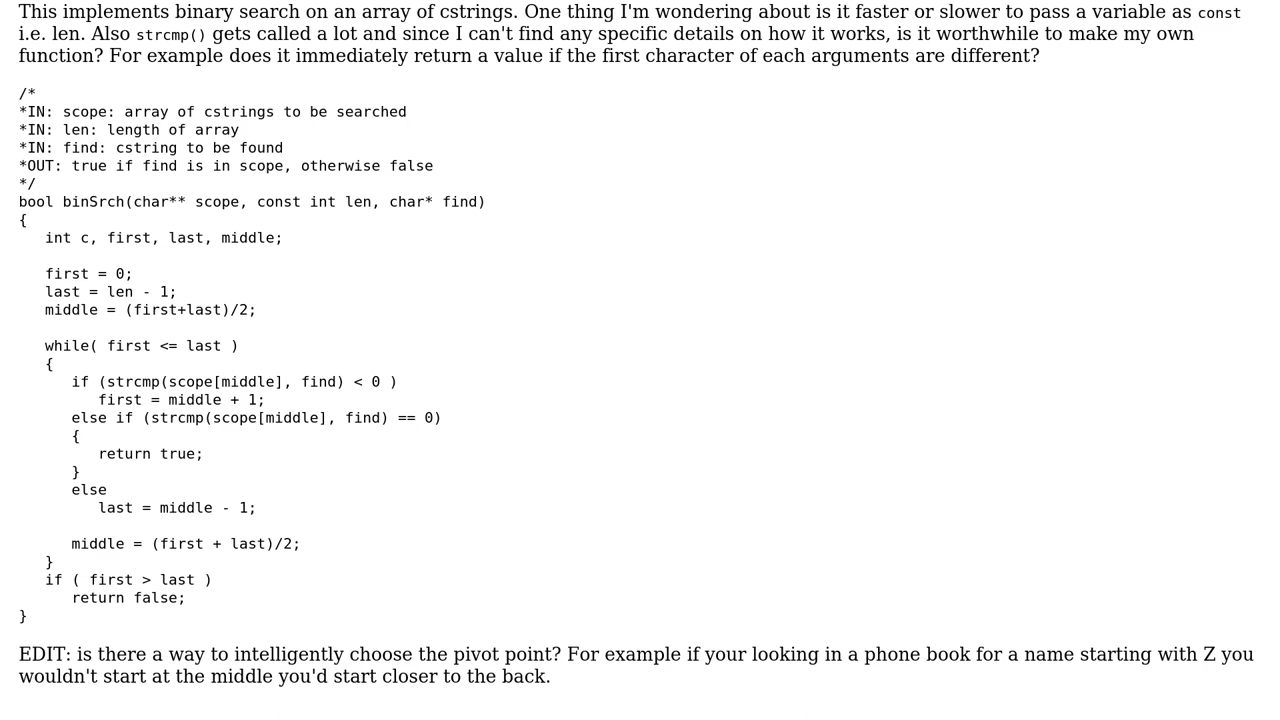 This implements binary search on an array of cstrings. One thing I'm wondering about is it faster or slower to pass a variable as const
i.e. len. Also strcmp() gets called a lot and since I can't find any specific details on how it works, is it worthwhile to make my own
function? For example does it immediately return a value if the first character of each arguments are different?
/*
*IN: scope: array of cstrings to be searched
*IN: len: length of array
*IN: find: cstring to be found
*OUT: true if find is in scope, otherwise false
*/
bool binSrch(char** scope, const int len, char* find)
{
   int c, first, last, middle;
   first = 0;
   last = len - 1;
   middle = (first+last)/2;
   while( first <= last )
   {
      if (strcmp(scope[middle], find) < 0 )
         first = middle + 1;
      else if (strcmp(scope[middle], find) == 0)
      {
         return true;
      }
      else
         last = middle - 1;
      middle = (first + last)/2;
   }
   if ( first > last )
      return false;
}
EDIT: is there a way to intelligently choose the pivot point? For example if your looking in a phone book for a name starting with Z you
wouldn't start at the middle you'd start closer to the back.